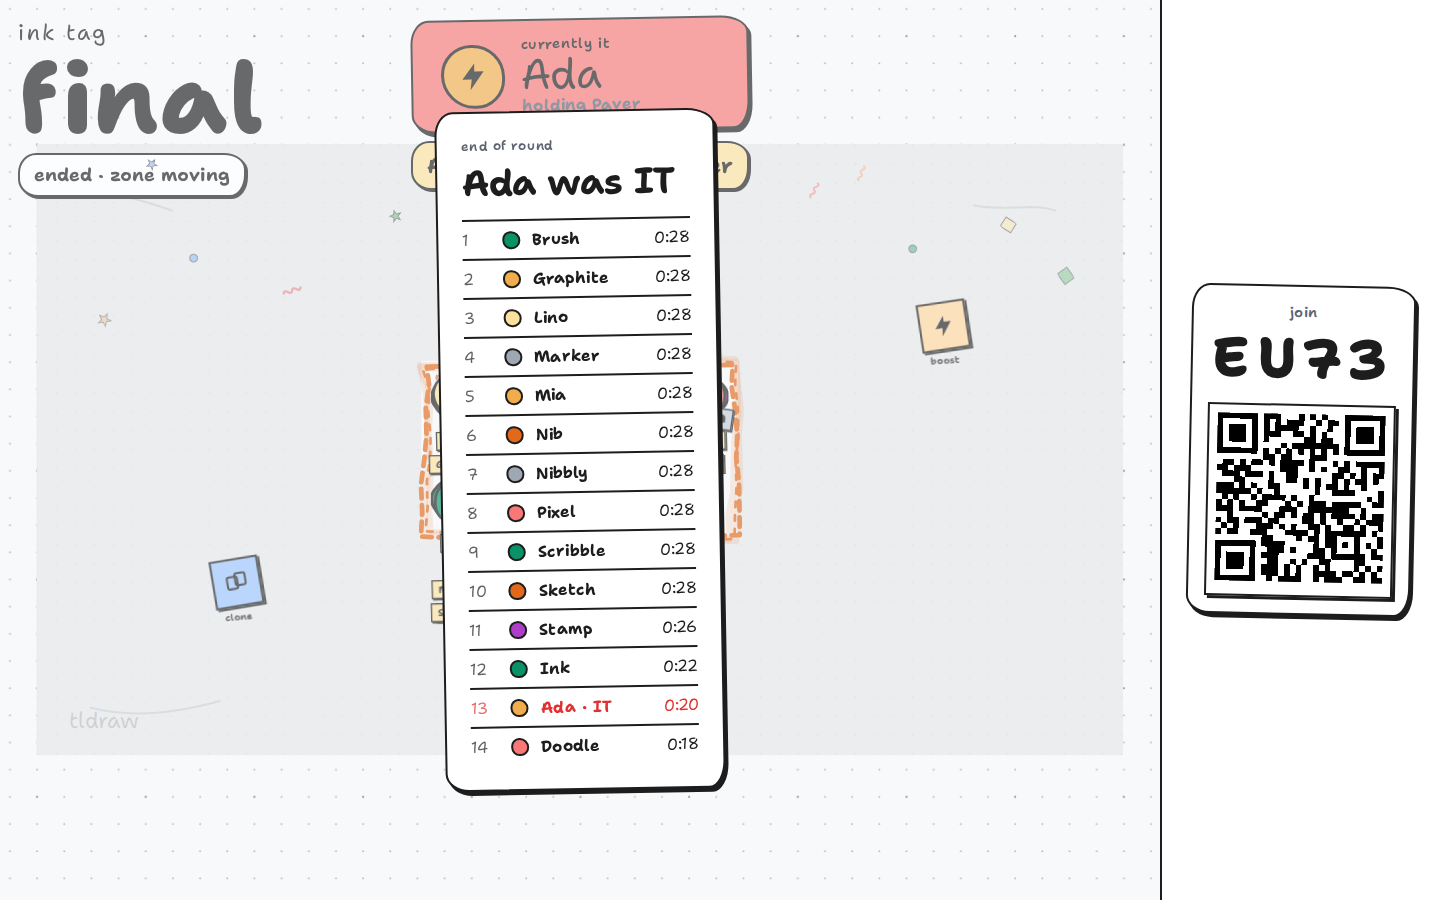 ink tag
final
ended · zone moving
currently it
Ada
holding Paver
end of round
Ada was IT
1 Brush 0:28
2 Graphite 0:28
3 Lino 0:28
4 Marker 0:28
5 Mia 0:28
6 Nib 0:28
7 Nibbly 0:28
8 Pixel 0:28
9 Scribble 0:28
10 Sketch 0:28
11 Stamp 0:26
12 Ink 0:22
13 Ada · IT 0:20
14 Doodle 0:18
boost
clone
tldraw
join
EU73